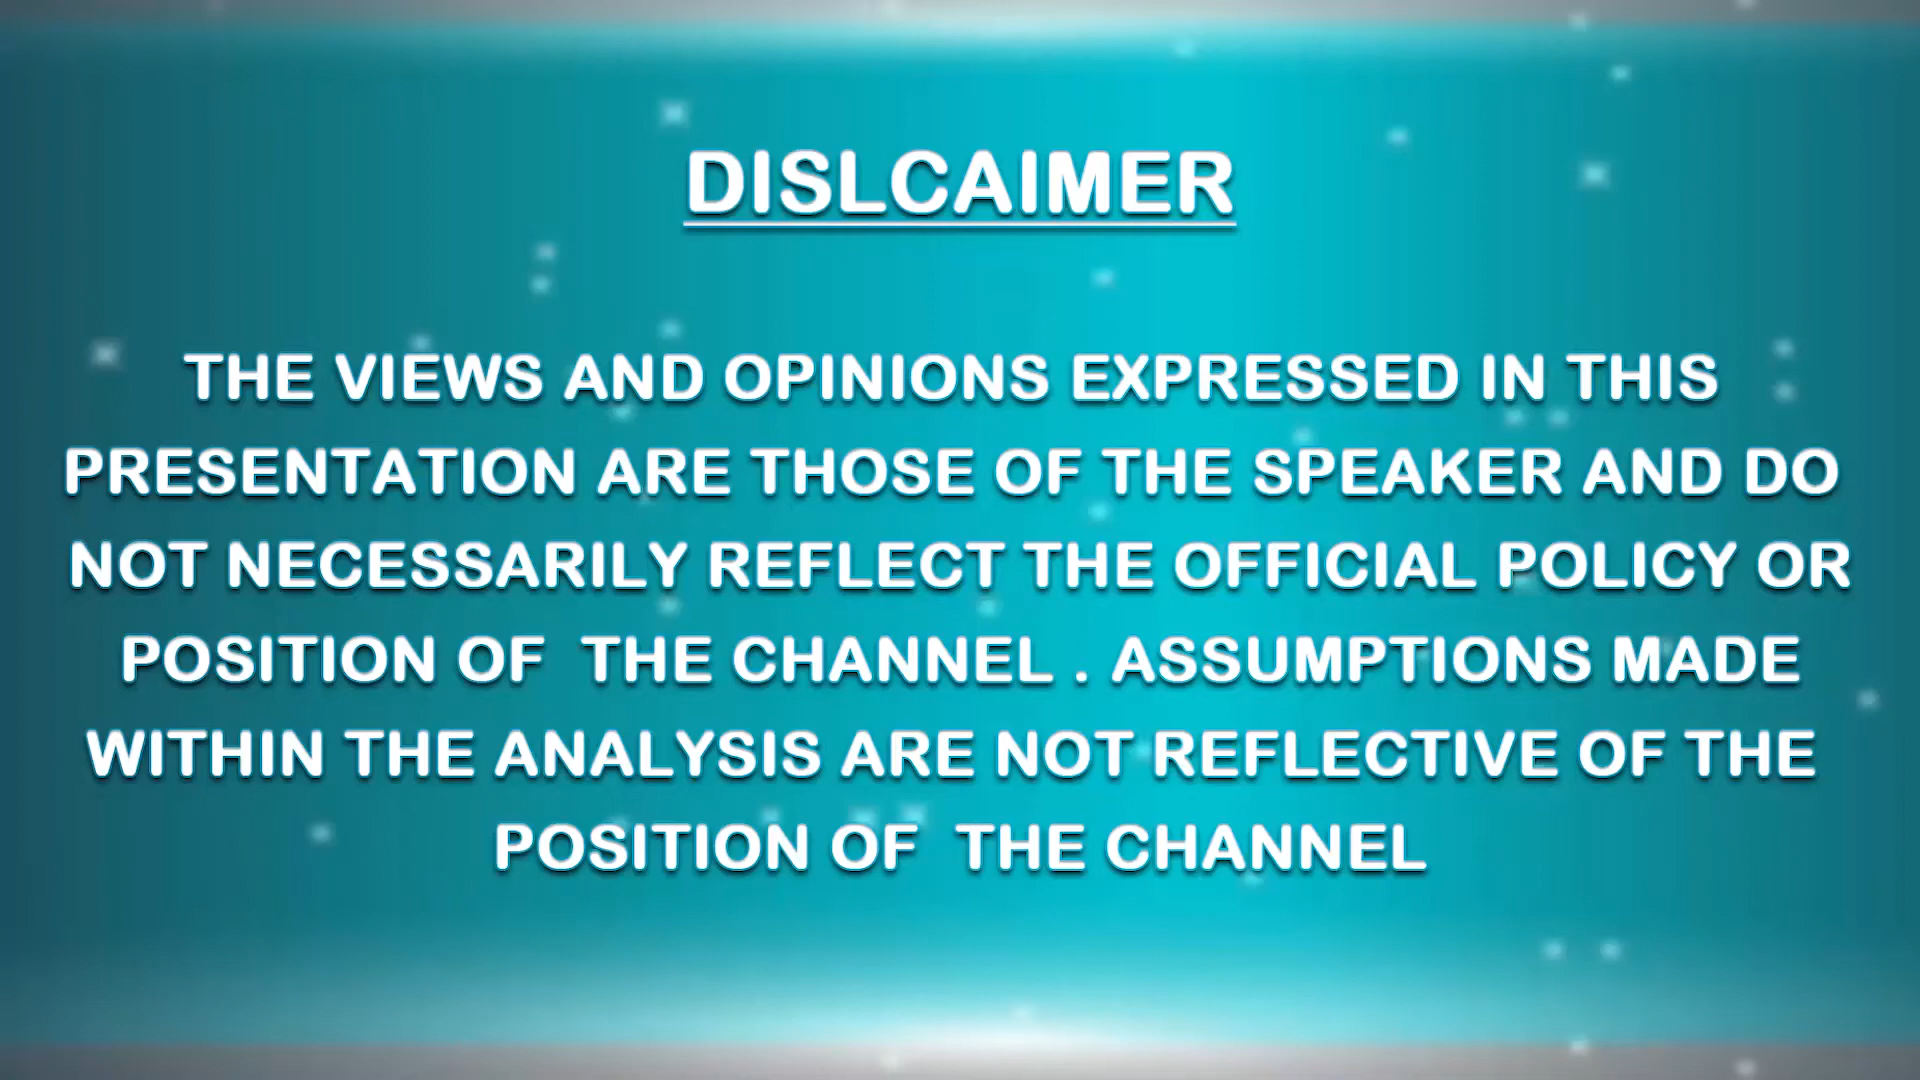 DISLCAIMER
THE VIEWS AND OPINIONS EXPRESSED IN THIS
PRESENTATION ARE THOSE OF THE SPEAKER AND DO
NOT NECESSARILY REFLECT THE OFFICIAL POLICY OR
POSITION OF  THE CHANNEL . ASSUMPTIONS MADE
WITHIN THE ANALYSIS ARE NOT REFLECTIVE OF THE
POSITION OF  THE CHANNEL